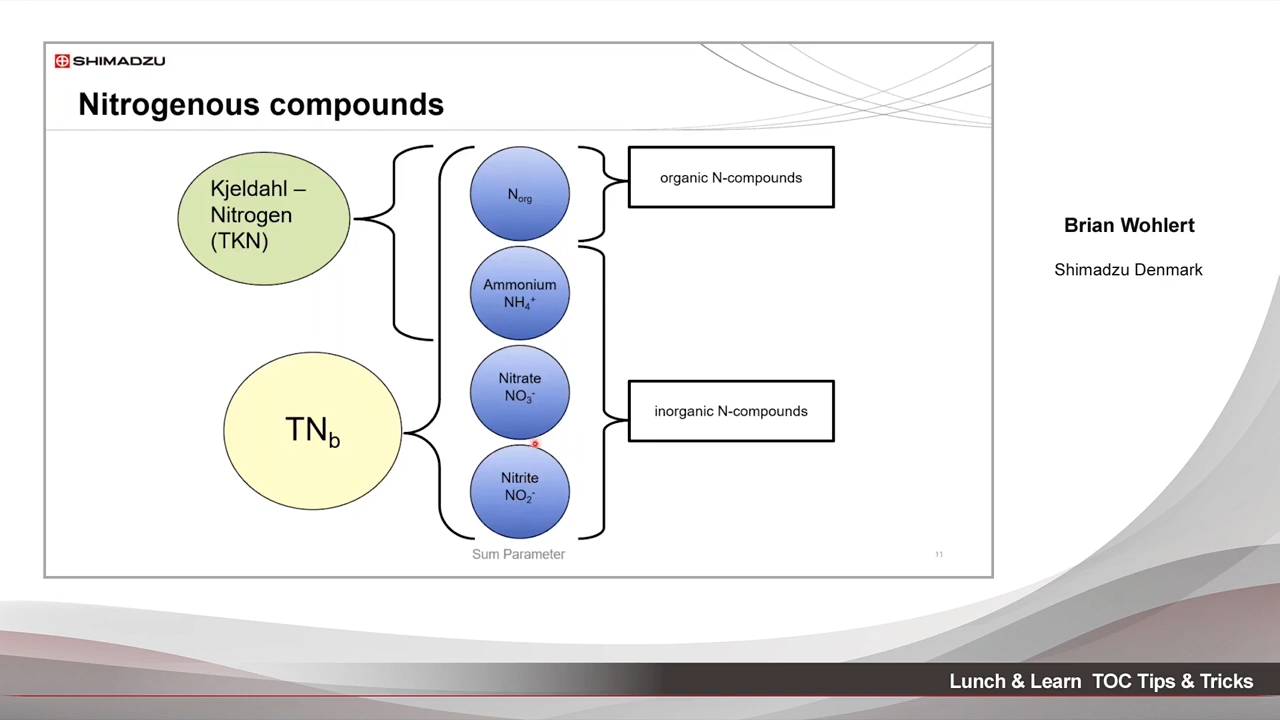 SHIMADZU
Nitrogenous compounds
Kjeldahl –
Nitrogen
(TKN)
TNb
Norg
Ammonium
NH4+
Nitrate
NO3-
Nitrite
NO2-
organic N-compounds
inorganic N-compounds
Sum Parameter
11
Brian Wohlert
Shimadzu Denmark
Lunch & Learn TOC Tips & Tricks